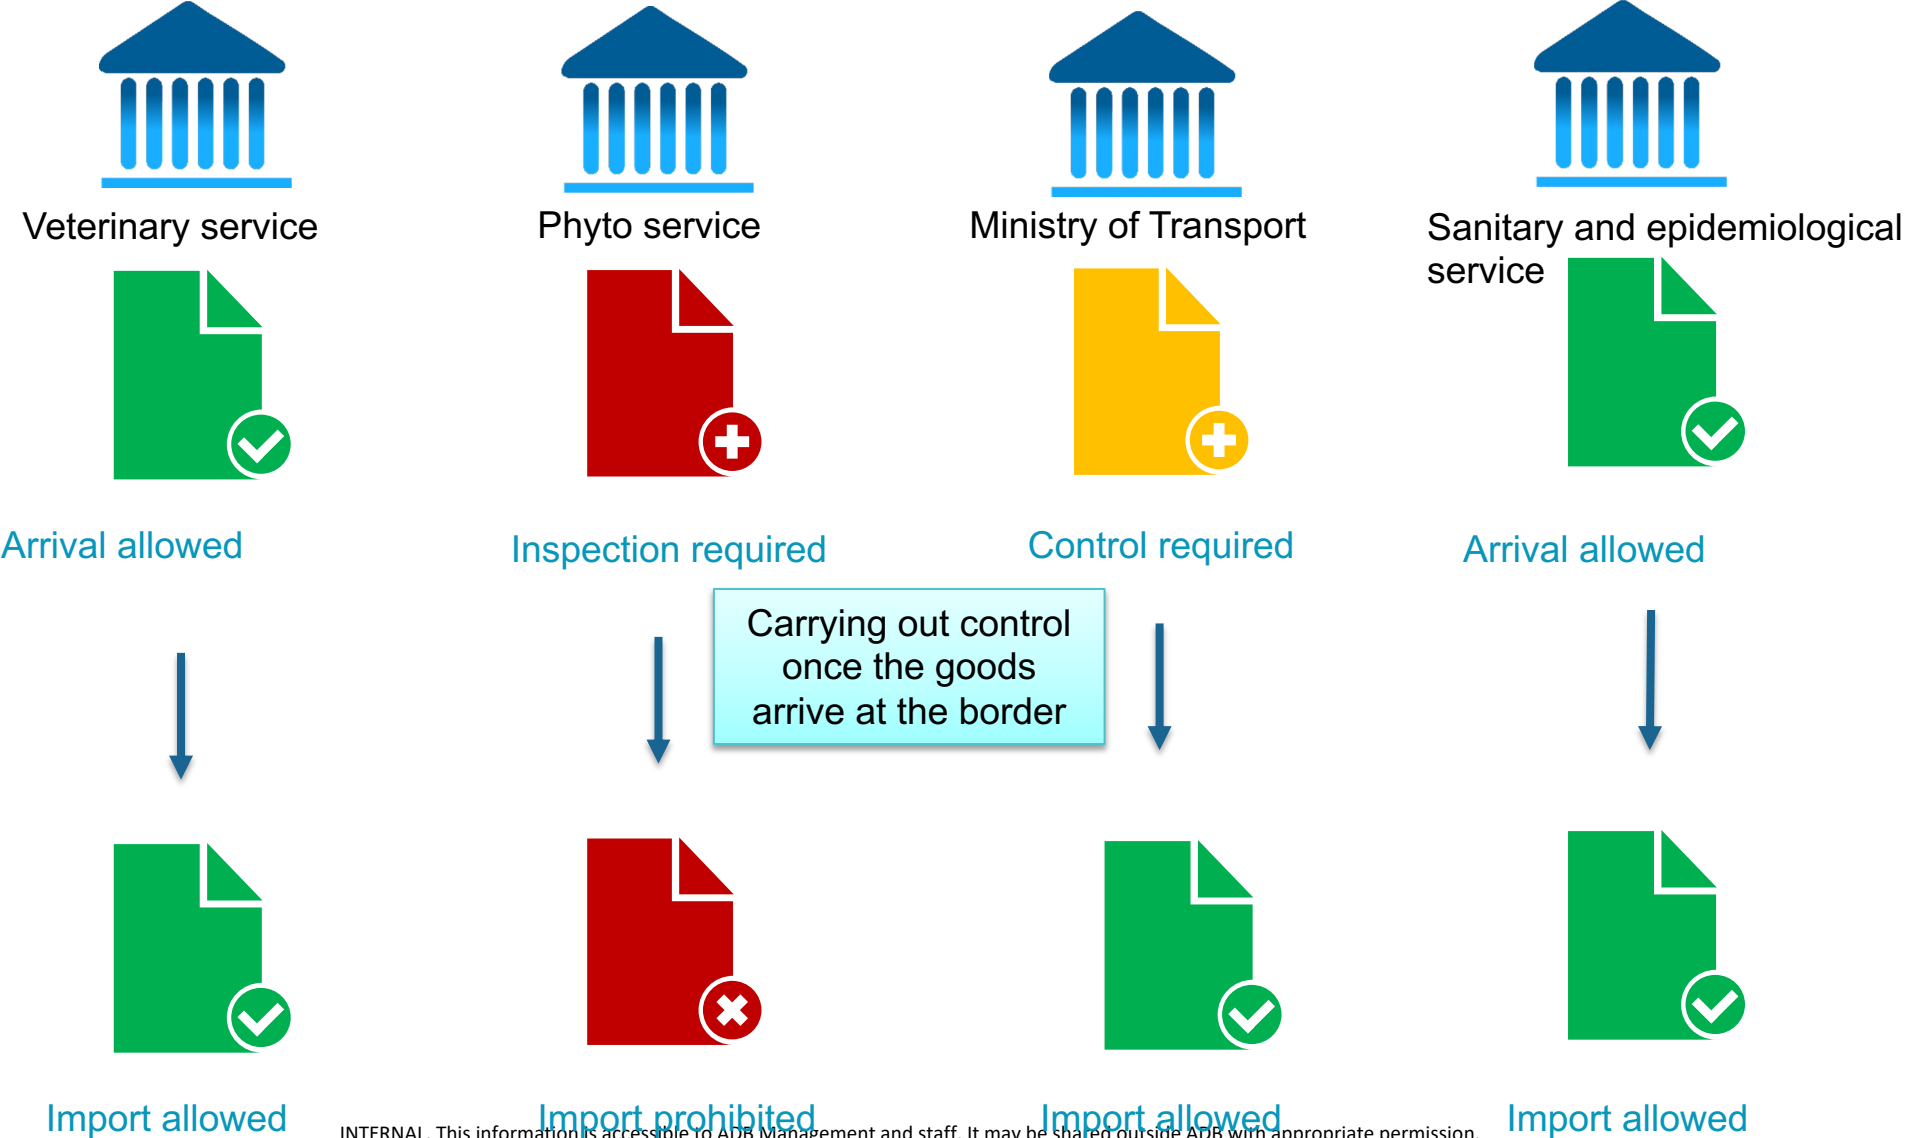 Veterinary service
Phyto service
Ministry of Transport
Sanitary and epidemiological
service
Arrival allowed
Inspection required
Control required
Arrival allowed
Carrying out control
once the goods
arrive at the border
Import allowed
Import prohibited
Import allowed
Import allowed
INTERNAL. This information is accessible to ADB Management and staff. It may be shared outside ADB with appropriate permission.